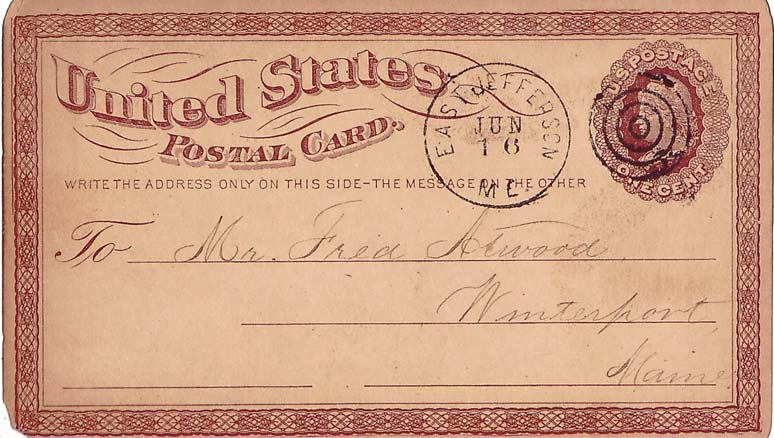 United States
POSTAL CARD.
WRITE THE ADDRESS ONLY ON THIS SIDE-THE MESSAGE ON THE OTHER
EAST JEFFERSON
JUN
16
ME.
U.S. POSTAGE
ONE CENT
To Mr. Fred Atwood,
Winterport,
Maine.